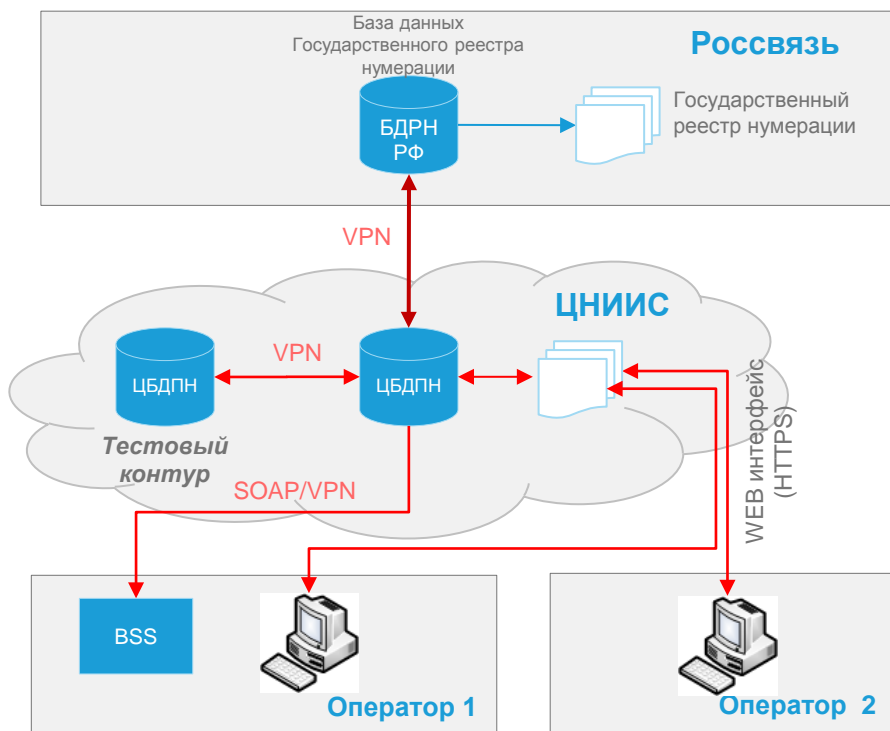 База данных
Государственного реестра
нумерации
Россвязь
БДРН
РФ
Государственный
реестр нумерации
VPN
ЦНИИС
ЦБДПН
VPN
ЦБДПН
Тестовый
контур
SOAP/VPN
WEB интерфейс
(HTTPS)
BSS
Оператор 1
Оператор 2